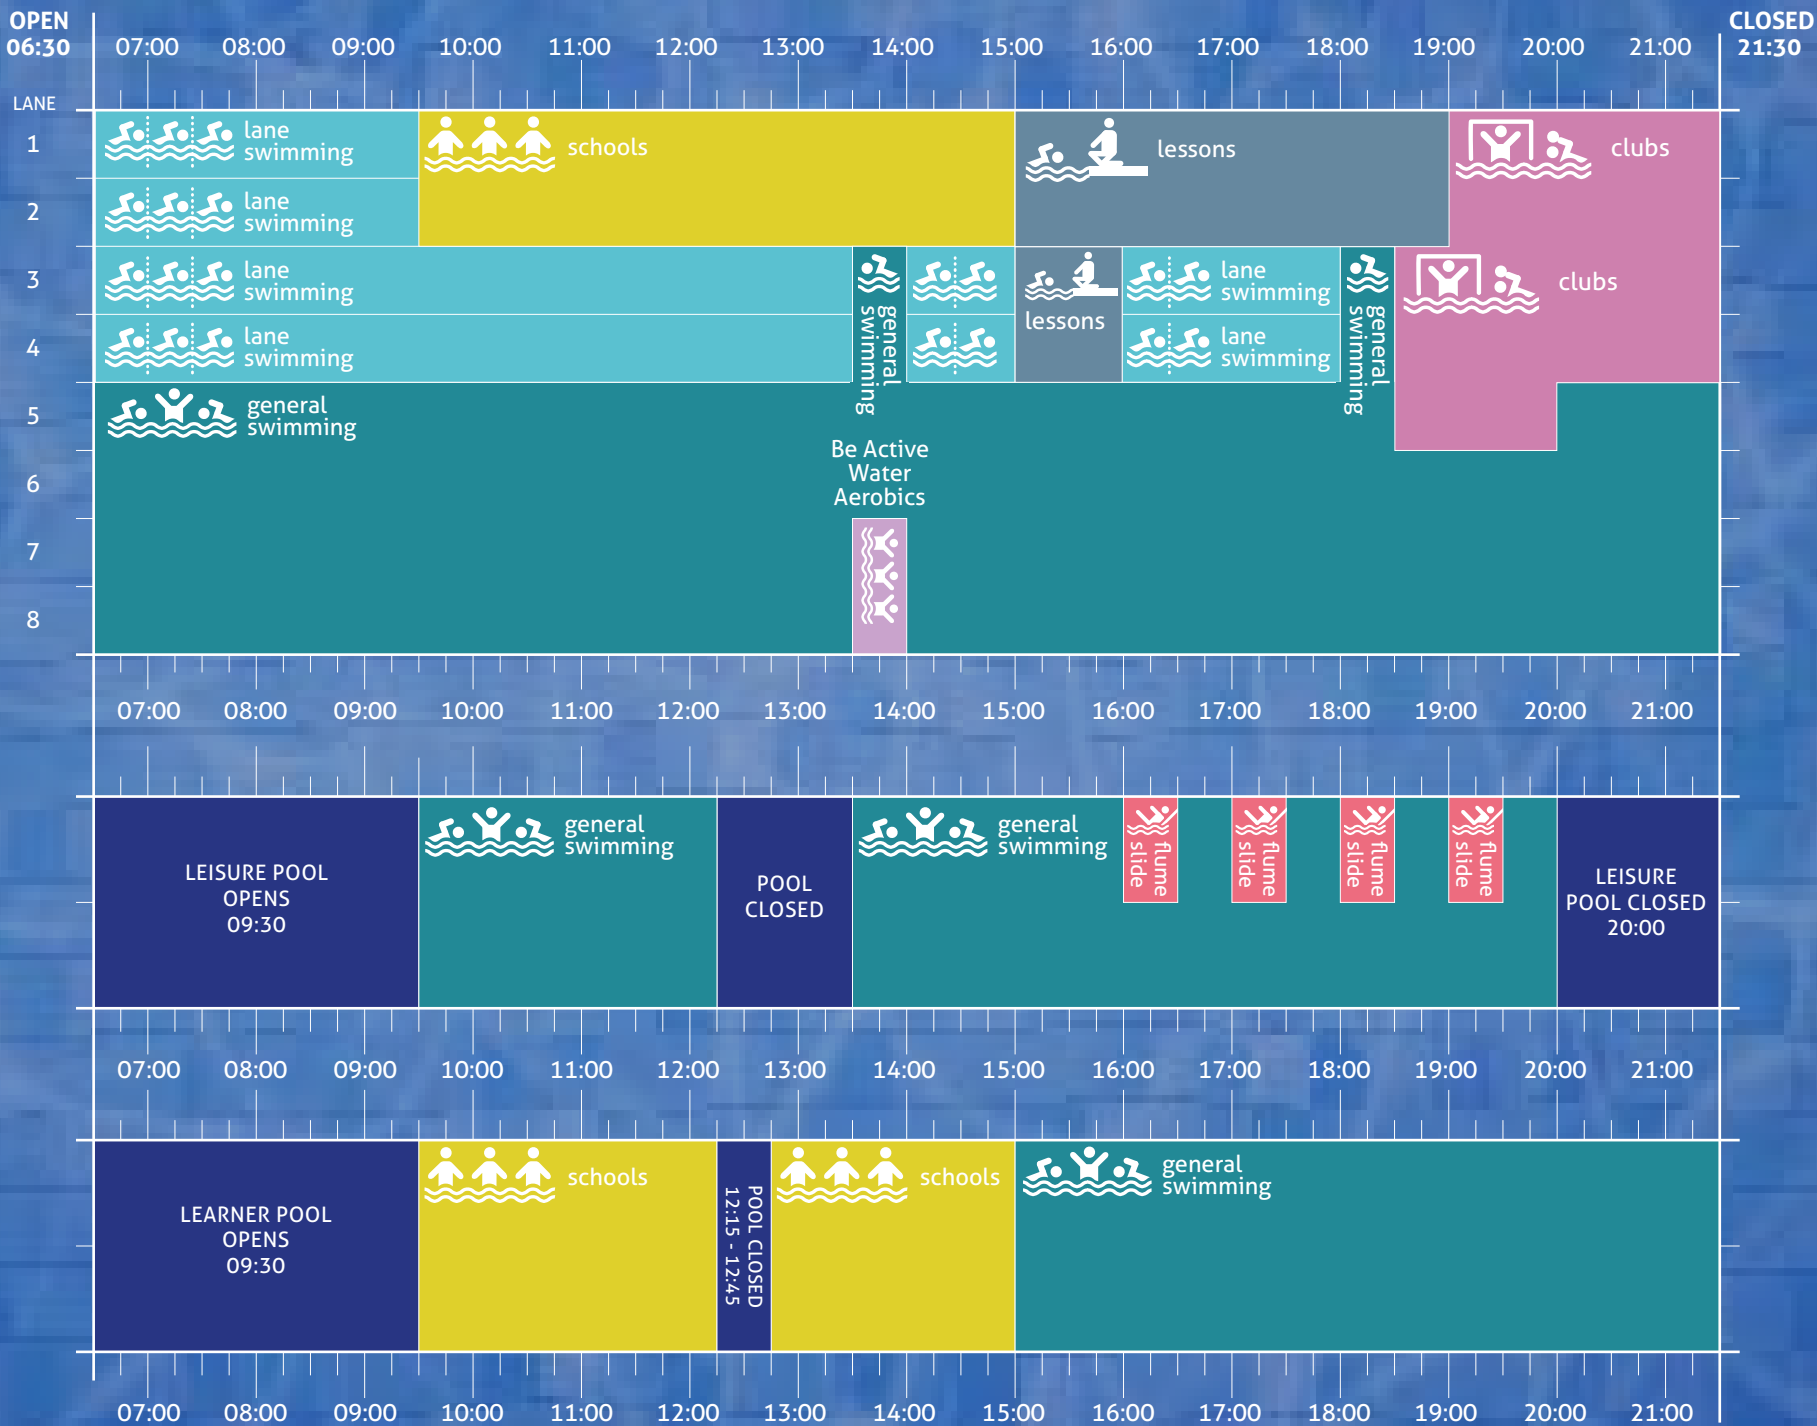 OPEN
06:30
CLOSED
21:30
07:00 08:00 09:00 10:00 11:00 12:00 13:00 14:00 15:00 16:00 17:00 18:00 19:00 20:00 21:00
LANE
1
2
3
4
5
6
7
8
lane
swimming
schools
lessons
clubs
lane
swimming
lane
swimming
general
swimming
lessons
lane
swimming
general
swimming
clubs
lane
swimming
lane
swimming
general
swimming
Be Active
Water
Aerobics
07:00 08:00 09:00 10:00 11:00 12:00 13:00 14:00 15:00 16:00 17:00 18:00 19:00 20:00 21:00
LEISURE POOL
OPENS
09:30
general
swimming
POOL
CLOSED
general
swimming
flume
slide
flume
slide
flume
slide
flume
slide
LEISURE
POOL CLOSED
20:00
07:00 08:00 09:00 10:00 11:00 12:00 13:00 14:00 15:00 16:00 17:00 18:00 19:00 20:00 21:00
LEARNER POOL
OPENS
09:30
schools
POOL CLOSED
12:15 - 12:45
schools
general
swimming
07:00 08:00 09:00 10:00 11:00 12:00 13:00 14:00 15:00 16:00 17:00 18:00 19:00 20:00 21:00